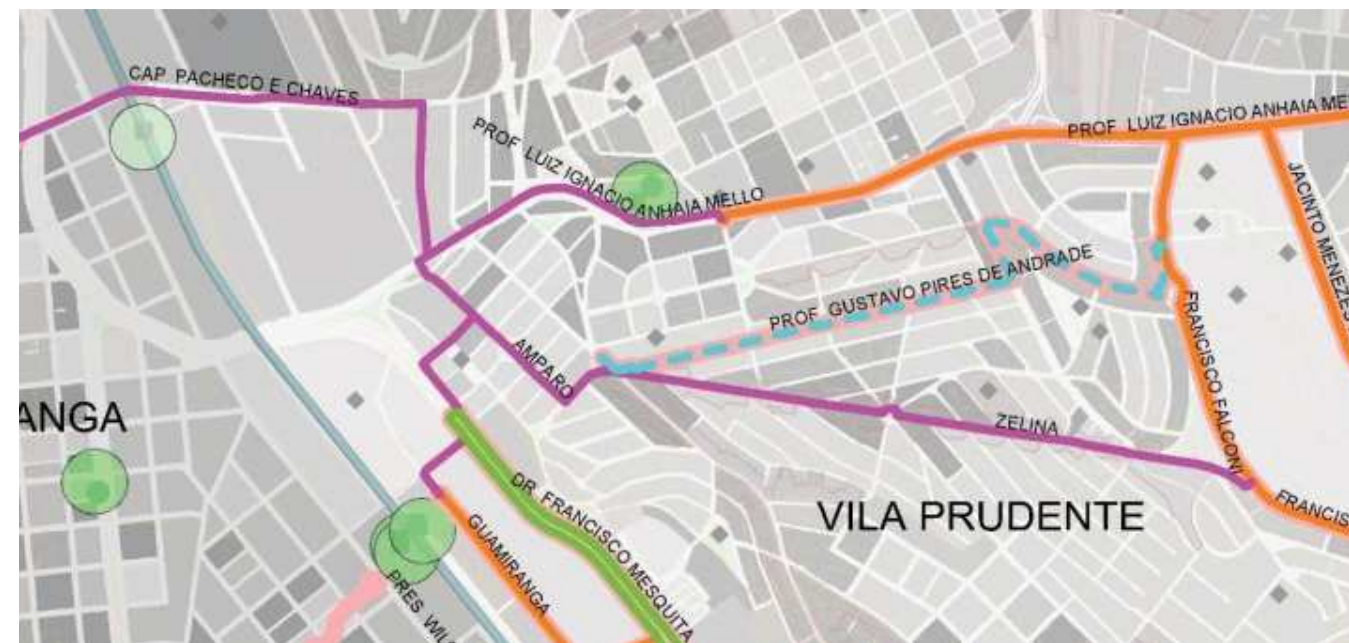 CAP PACHECO E CHAVES
PROF LUIZ IGNACIO ANHAIA MELLO
PROF LUIZ IGNACIO ANHAIA ME
JACINTO MENEZES
PROF GUSTAVO PIRES DE ANDRADE
FRANCISCO FALCONI
AMPARO
ANGA
ZELINA
DR FRANCISCO MESQUITA
VILA PRUDENTE
FRANCIS
GUAMIRANGA
PRES WIL